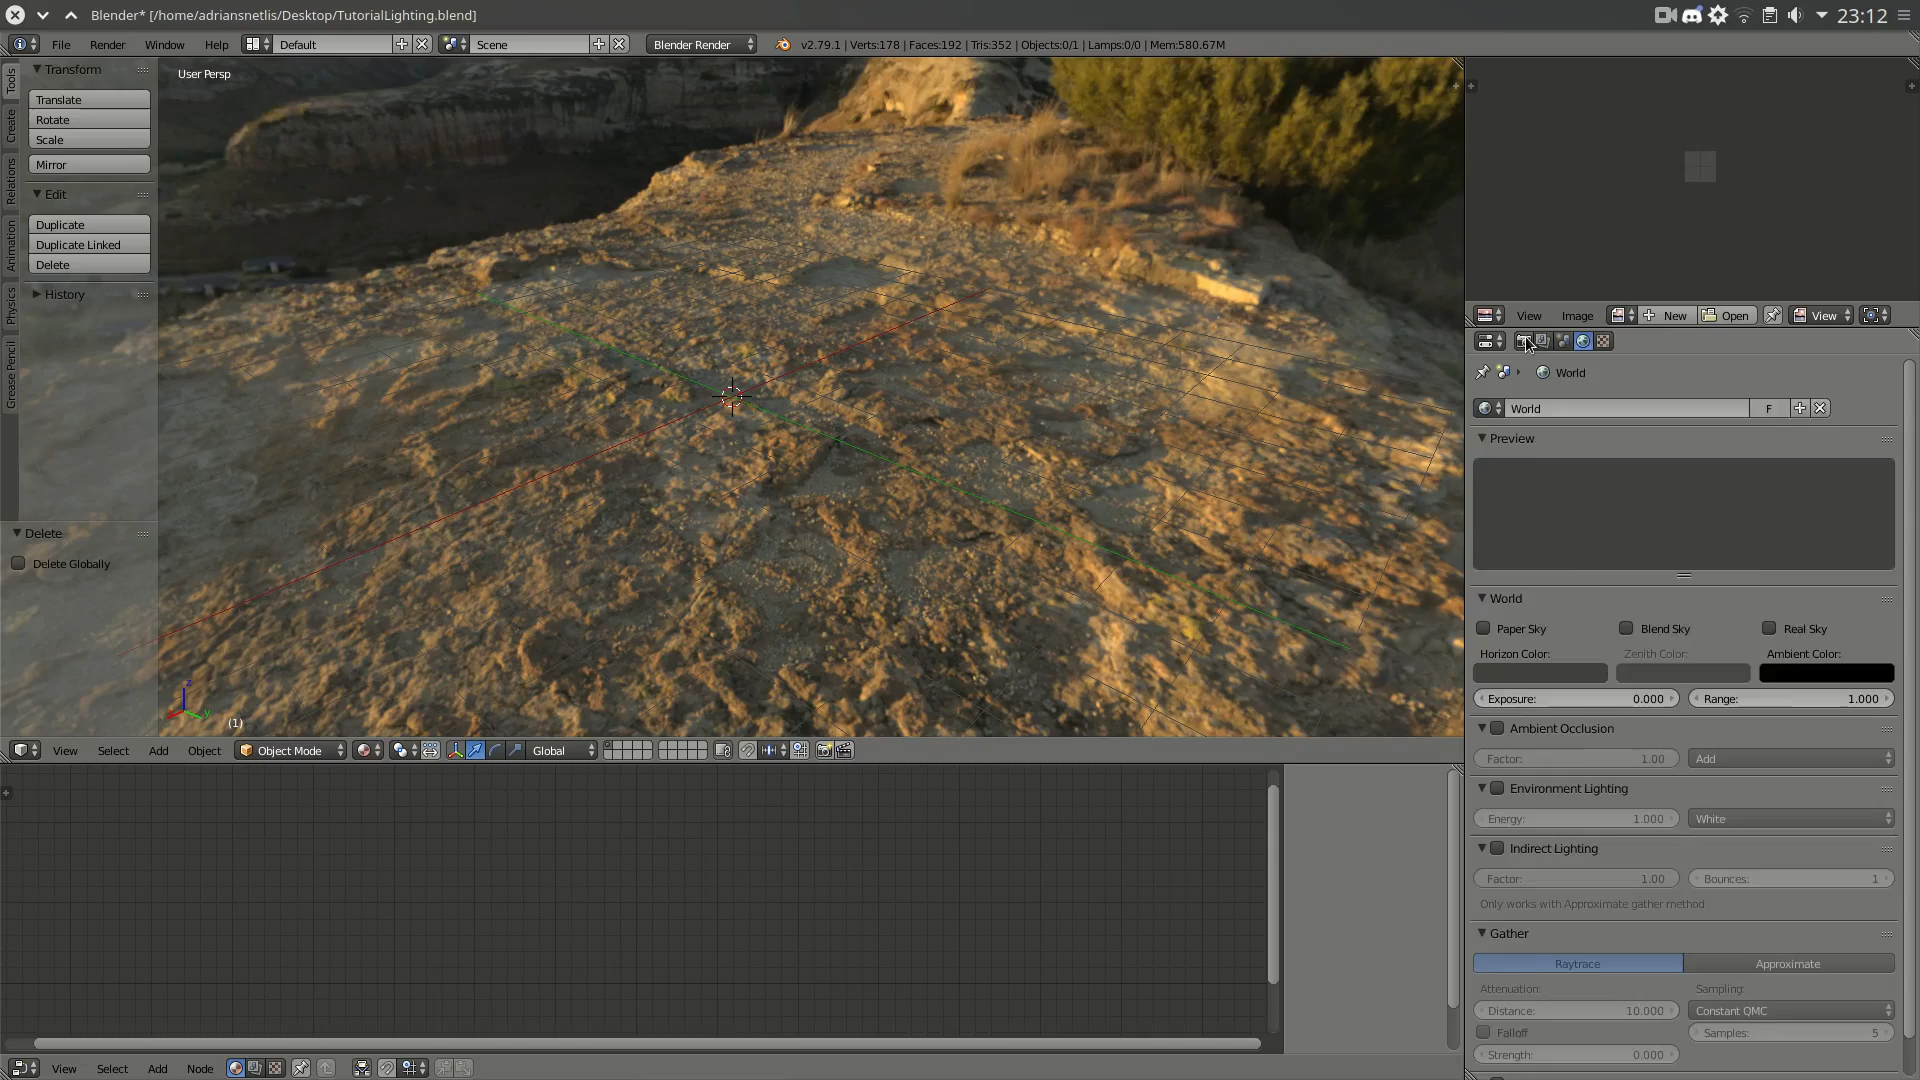 Blender* [/home/adriansnetlis/Desktop/TutorialLighting.blend]
23:12
File Render Window Help Default Scene Blender Render v2.79.1 | Verts:178 | Faces:192 | Tris:352 | Objects:0/1 | Lamps:0/0 | Mem:580.67M
Tools
Create
Relations
Animation
Physics
Grease Pencil
Transform
Translate
Rotate
Scale
Mirror
Edit
Duplicate
Duplicate Linked
Delete
History
Delete
Delete Globally
User Persp
z
y
(1)
View Select Add Object Object Mode Global
View Select Add Node
View Image New Open View
World
World F
Preview
World
Paper Sky Blend Sky Real Sky
Horizon Color: Zenith Color: Ambient Color:
Exposure: 0.000 Range: 1.000
Ambient Occlusion
Factor: 1.00 Add
Environment Lighting
Energy: 1.000 White
Indirect Lighting
Factor: 1.00 Bounces: 1
Only works with Approximate gather method
Gather
Raytrace Approximate
Attenuation: Sampling:
Distance: 10.000 Constant QMC
Falloff Samples: 5
Strength: 0.000